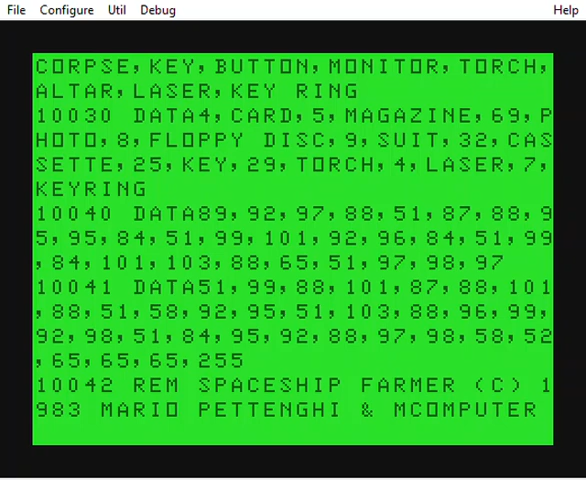 File Configure Util Debug Help
CORPSE,KEY,BUTTON,MONITOR,TORCH,
ALTAR,LASER,KEY RING
10030 DATA4,CARD,5,MAGAZINE,69,P
HOTO,8,FLOPPY DISC,9,SUIT,32,CAS
SETTE,25,KEY,29,TORCH,4,LASER,7,
KEYRING
10040 DATA89,92,97,88,51,87,88,9
5,95,84,51,99,101,92,96,84,51,99
,84,101,103,88,65,51,97,98,97
10041 DATA51,99,88,101,87,88,101
,88,51,58,92,95,51,103,88,96,99,
92,98,51,84,95,92,88,97,98,58,52
,65,65,65,255
10042 REM SPACESHIP FARMER (C) 1
983 MARIO PETTENGHI & MCOMPUTER